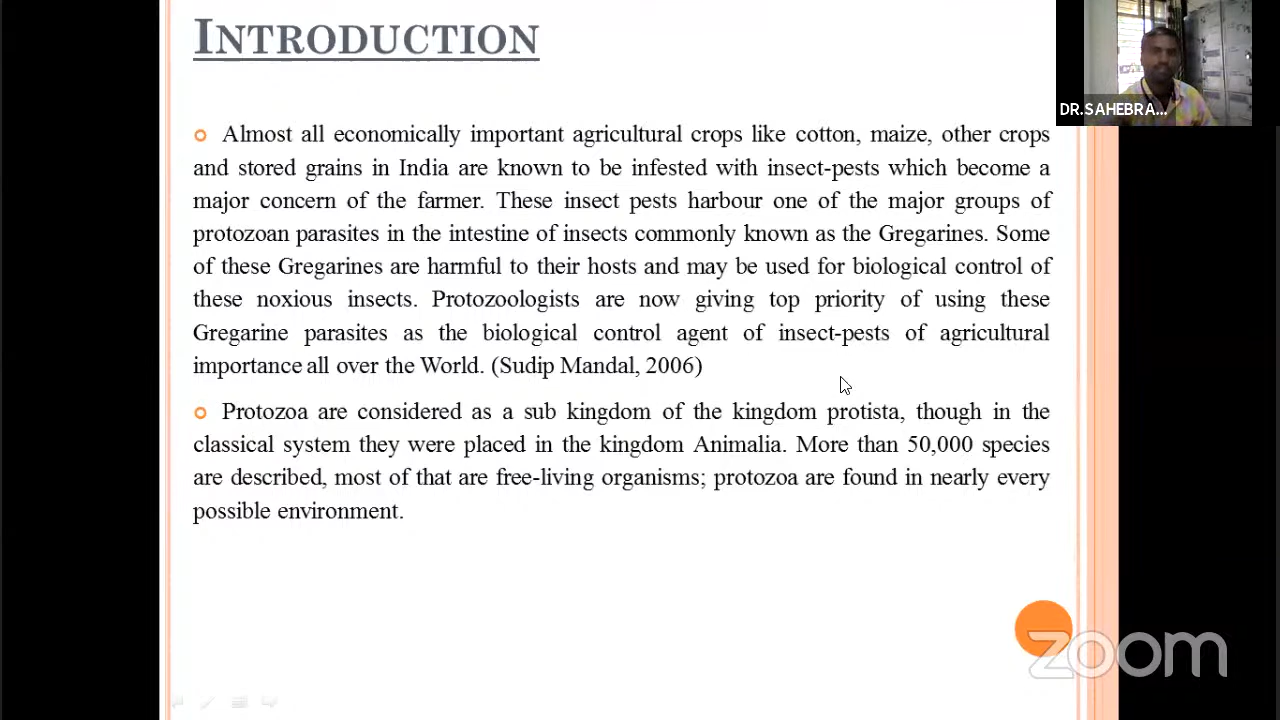 INTRODUCTION
DR.SAHEBRA...
Almost all economically important agricultural crops like cotton, maize, other crops
and stored grains in India are known to be infested with insect-pests which become a
major concern of the farmer. These insect pests harbour one of the major groups of
protozoan parasites in the intestine of insects commonly known as the Gregarines. Some
of these Gregarines are harmful to their hosts and may be used for biological control of
these noxious insects. Protozoologists are now giving top priority of using these
Gregarine parasites as the biological control agent of insect-pests of agricultural
importance all over the World. (Sudip Mandal, 2006)
Protozoa are considered as a sub kingdom of the kingdom protista, though in the
classical system they were placed in the kingdom Animalia. More than 50,000 species
are described, most of that are free-living organisms; protozoa are found in nearly every
possible environment.
zoom